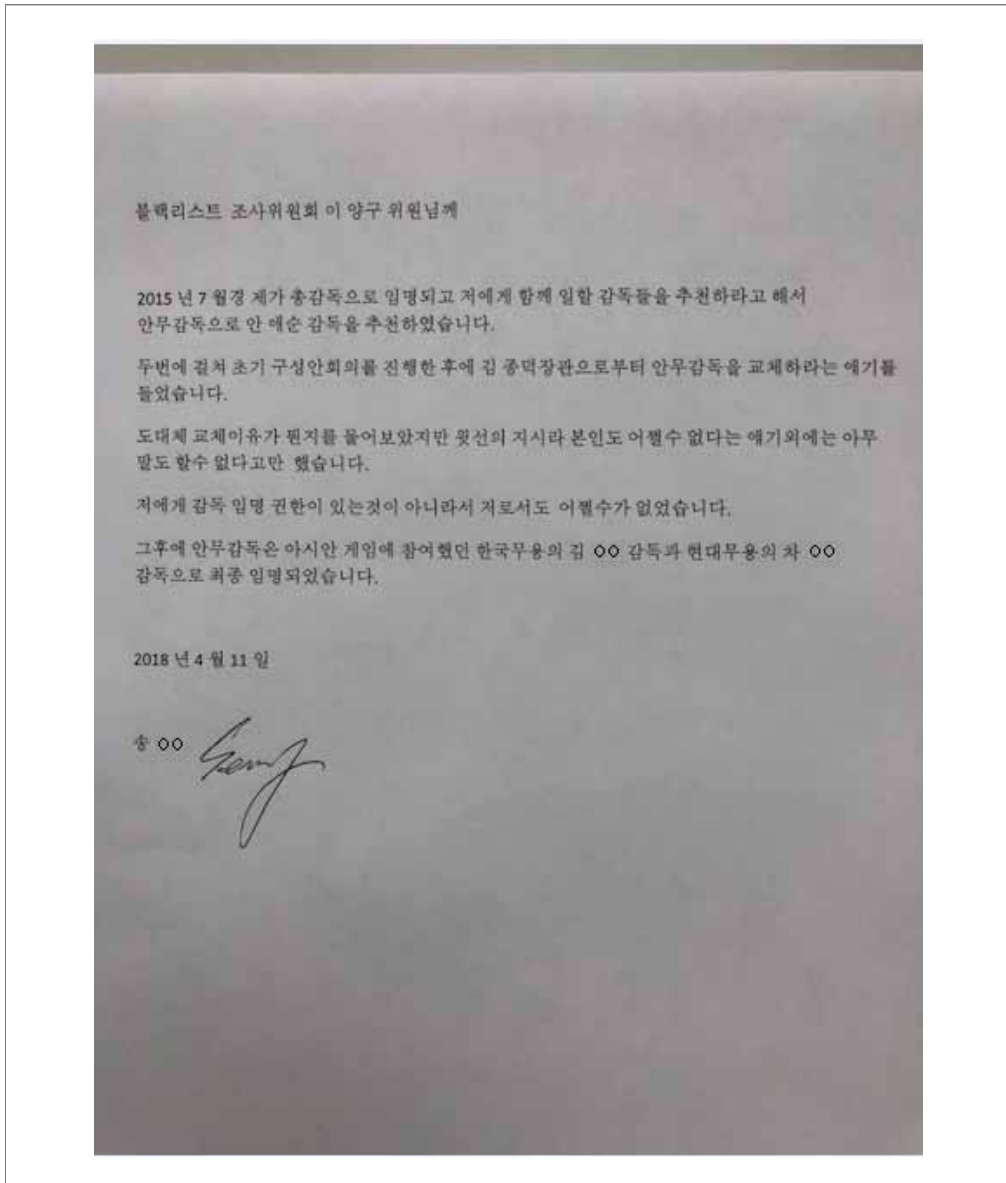 블랙리스트 조사위원회 이 양구 위원님께
2015 년 7 월경 제가 총감독으로 임명되고 저에게 함께 일할 감독들을 추천하라고 해서
안무감독으로 안 애순 감독을 추천하였습니다.
두번에 걸쳐 초기 구성안회의를 진행한 후에 김 종덕장관으로부터 안무감독을 교체하라는 얘기를
들었습니다.
도대체 교체이유가 뭔지를 물어보았지만 윗선의 지시라 본인도 어쩔수 없다는 얘기외에는 아무
말도 할수 없다고만 했습니다.
저에게 감독 임명 권한이 있는것이 아니라서 저로서도 어쩔수가 없었습니다.
그후에 안무감독은 아시안 게임에 참여했던 한국무용의 김 OO 감독과 현대무용의 차 OO
감독으로 최종 임명되었습니다.
2018 년 4 월 11 일
송 OO